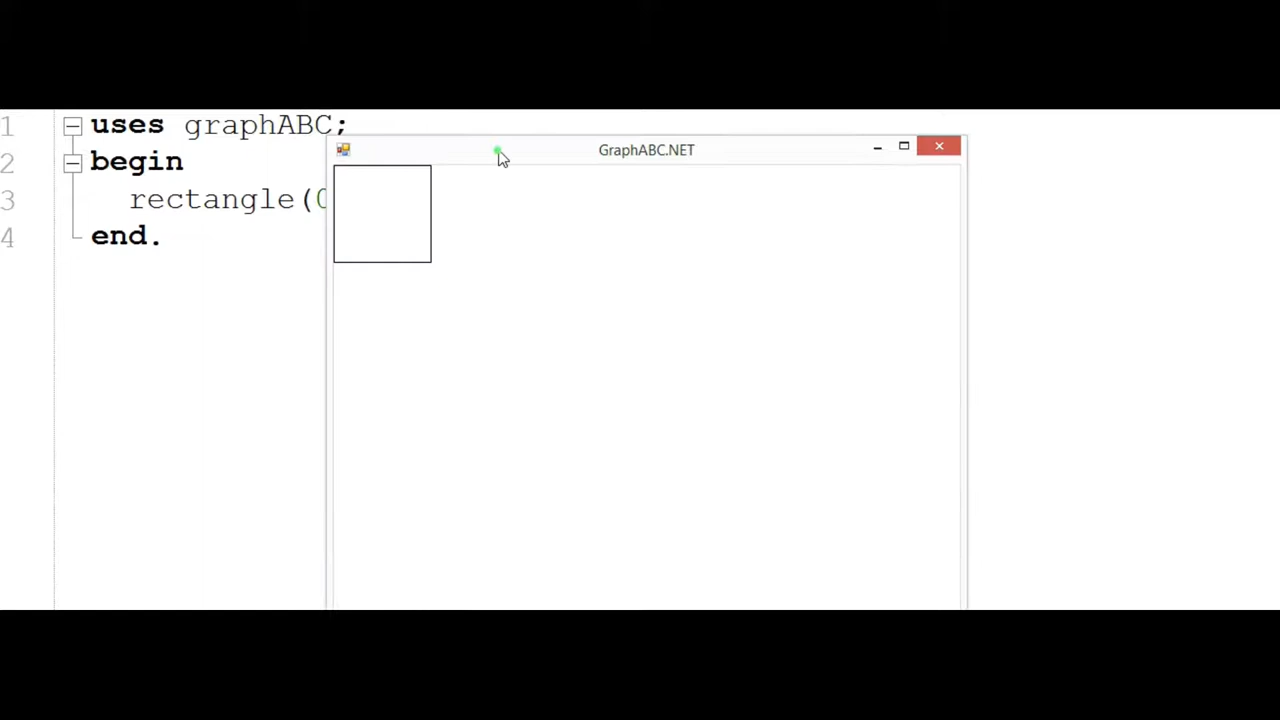 1 uses graphABC;
GraphABC.NET
2 begin
3 rectangle(
4 end.